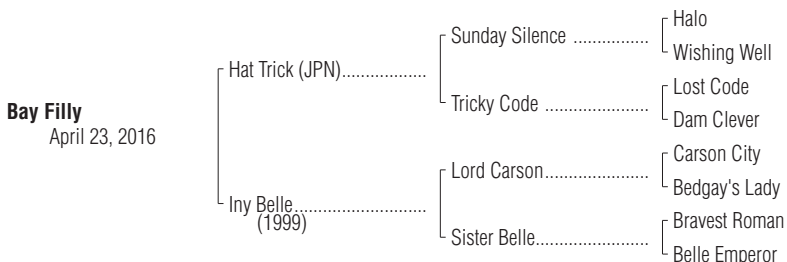 Halo
Sunday Silence ................
Wishing Well
Hat Trick (JPN)..................
Lost Code
Tricky Code ......................
Dam Clever
Bay Filly
April 23, 2016
Carson City
Lord Carson......................
Bedgay's Lady
Iny Belle............................
(1999)
Bravest Roman
Sister Belle........................
Belle Emperor